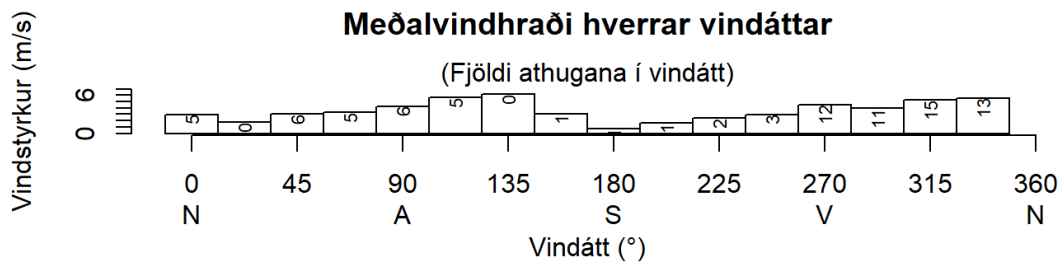 Meðalvindhraði hverrar vindáttar
(Fjöldi athugana í vindátt)
Vindstyrkur (m/s)
6
0
5 0 6 5 6 5 0 1 1 2 3 12 11 15 13
0 45 90 135 180 225 270 315 360
N A S V N
Vindátt (°)